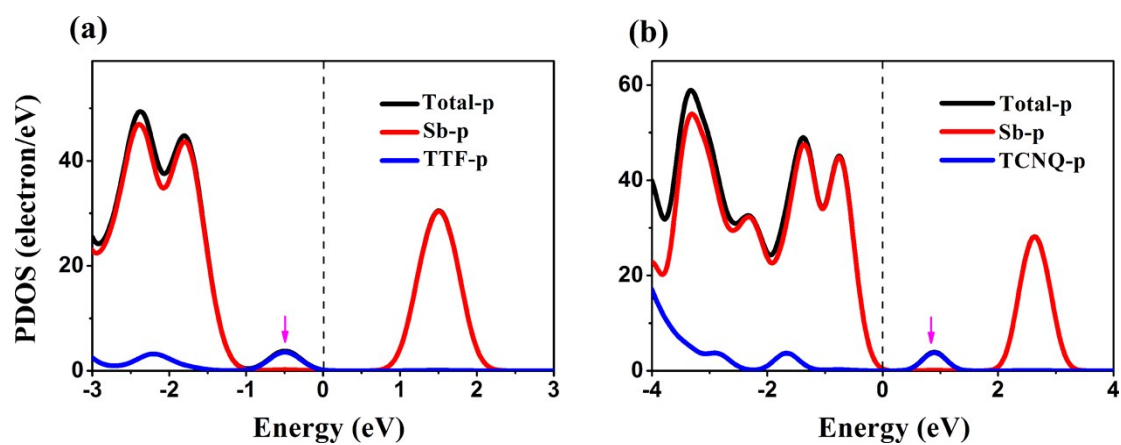 (a)
PDOS (electron/eV)
40
20
0
-3
-2
-1
0
1
2
3
Energy (eV)
Total-p
Sb-p
TTF-p
(b)
60
40
20
0
-4
-2
0
2
4
Energy (eV)
Total-p
Sb-p
TCNQ-p